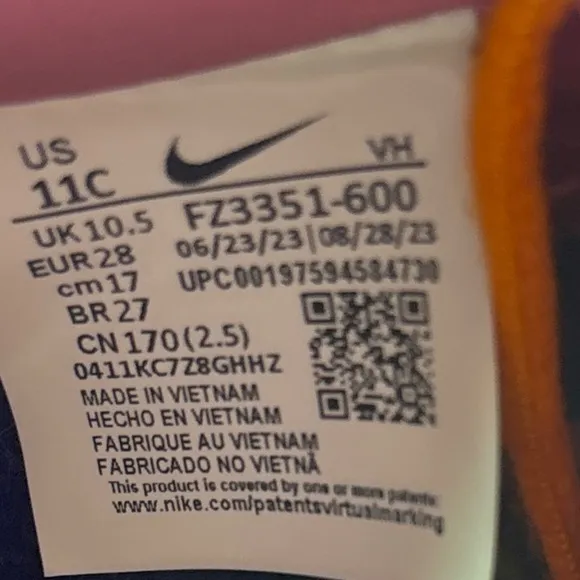 US
11C
VH
UK 10.5
FZ3351-600
EUR 28
06/23/23|08/28/23
cm 17
UPC00197594584730
BR 27
CN 170(2.5)
0411KC7Z8GHHZ
MADE IN VIETNAM
HECHO EN VIETNAM
FABRIQUE AU VIETNAM
FABRICADO NO VIETNÃ
This product is covered by one or more patents:
www.nike.com/patentsvirtualmarking